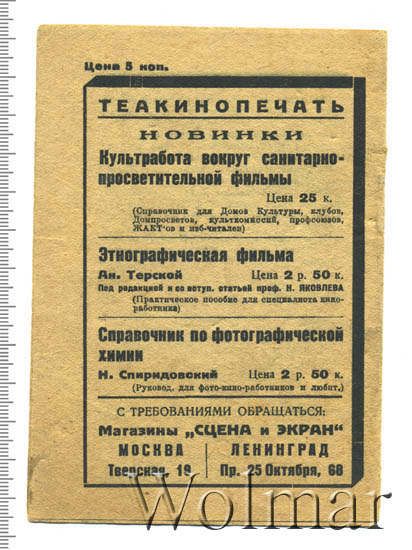 Цена 5 коп.
ТЕАКИНОПЕЧАТЬ
НОВИНКИ
Культработа вокруг санитарно-
просветительной фильмы
Цена 25 к.
(Справочник для Домов Культуры, клубов,
Домпросветов, культкомиссий, профсоюзов,
ЖАКТ'ов и изб-читален)
Этнографическая фильма
Ан. Терской Цена 2 р. 50 к.
Под редакцией и со вступ. статьей проф. Н. ЯКОВЛЕВА
(Практическое пособие для специалиста кино-
работника)
Справочник по фотографической
химии
Н. Спиридовский Цена 2 р. 50 к.
(Руковод. для фото-кино-работников и любит.)
С ТРЕБОВАНИЯМИ ОБРАЩАТЬСЯ:
Магазины „СЦЕНА и ЭКРАН"
МОСКВА ЛЕНИНГРАД
Тверская, 19 Пр. 25 Октября, 68
Wolmar